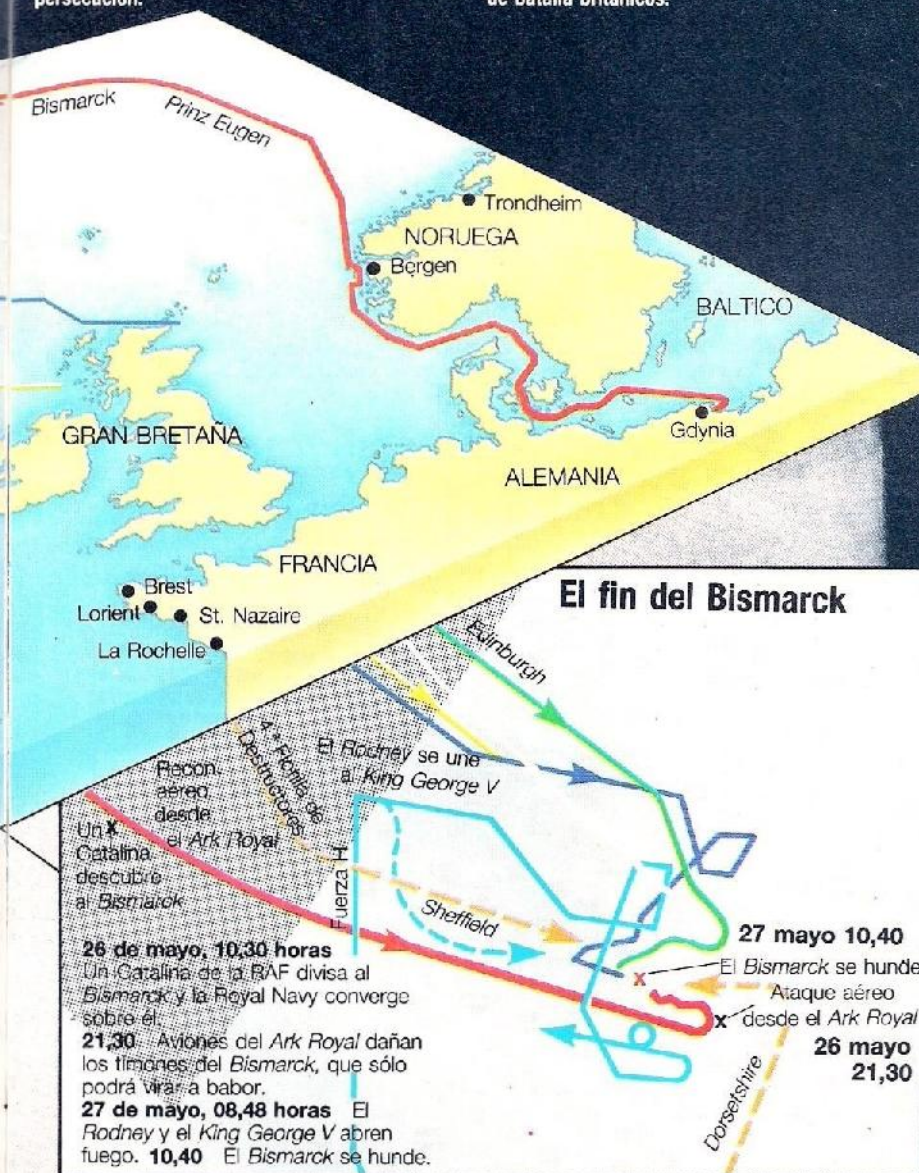 persecución.
de batalla británicos.
Bismarck
Prinz Eugen
Trondheim
NORUEGA
Bergen
BALTICO
GRAN BRETAÑA
Gdynia
ALEMANIA
FRANCIA
Brest
Lorient
St. Nazaire
La Rochelle
El fin del Bismarck
Edinburgh
4.ª Flotilla de
Destructores
El Rodney se une
al King George V
Recon.
aéreo
desde
el Ark Royal
Un X
Catalina
descubre
al Bismarck
Fuerza H
Sheffield
27 mayo 10,40
El Bismarck se hunde
X
Ataque aéreo
X desde el Ark Royal
26 mayo
21,30
Dorsetshire
26 de mayo, 10,30 horas
Un Catalina de la RAF divisa al
Bismarck y la Royal Navy converge
sobre él.
21,30 Aviones del Ark Royal dañan
los timones del Bismarck, que sólo
podrá virar a babor.
27 de mayo, 08,48 horas El
Rodney y el King George V abren
fuego. 10,40 El Bismarck se hunde.